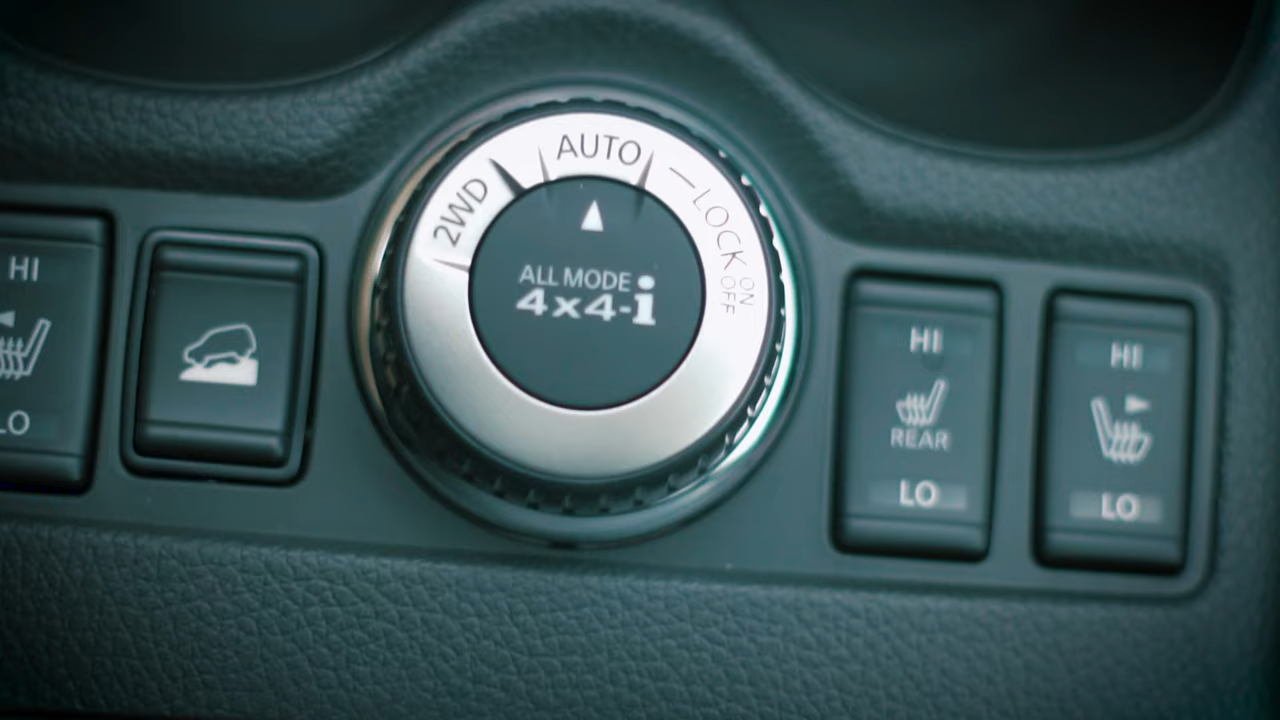 HI
LO
2WD
AUTO
LOCK
ON
OFF
ALL MODE
4x4-i
HI
REAR
LO
HI
LO